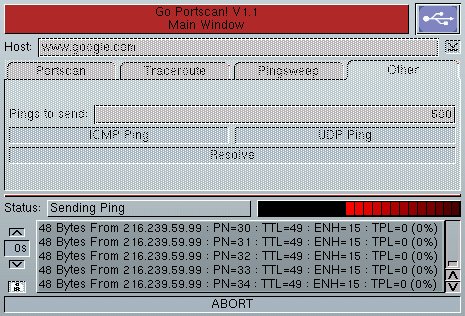 Go Portscan! V1.1
Main Window
Host: www.google.com
Portscan Traceroute Pingsweep Other
Pings to send: 500
ICMP Ping UDP Ping
Resolve
Status: Sending Ping
0s
48 Bytes From 216.239.59.99 : PN=30 : TTL=49 : ENH=15 : TPL=0 (0%)
48 Bytes From 216.239.59.99 : PN=31 : TTL=49 : ENH=15 : TPL=0 (0%)
48 Bytes From 216.239.59.99 : PN=32 : TTL=49 : ENH=15 : TPL=0 (0%)
48 Bytes From 216.239.59.99 : PN=33 : TTL=49 : ENH=15 : TPL=0 (0%)
48 Bytes From 216.239.59.99 : PN=34 : TTL=49 : ENH=15 : TPL=0 (0%)
ABORT